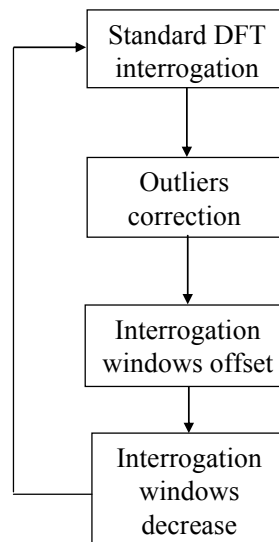 Standard DFT
interrogation
Outliers
correction
Interrogation
windows offset
Interrogation
windows
decrease